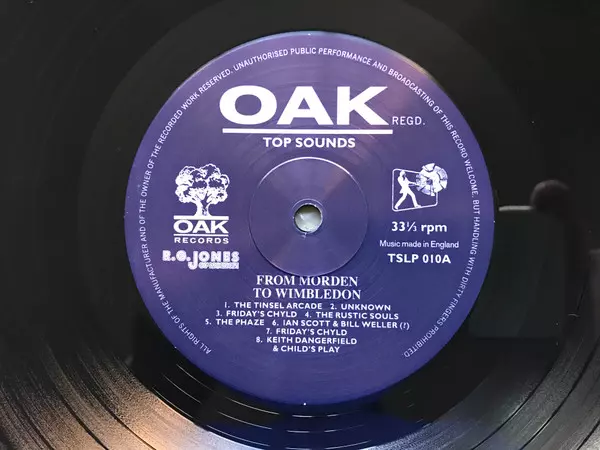 ALL RIGHTS OF THE MANUFACTURER AND OF THE OWNER OF THE RECORDED WORK RESERVED. UNAUTHORISED PUBLIC PERFORMANCE AND BROADCASTING OF THIS RECORD WELCOME. BUT HANDLING WITH DIRTY FINGERS PROHIBITED.
OAK REGD.
TOP SOUNDS
OAK
RECORDS
R.G. JONES
33⅓ rpm
Music made in England
TSLP 010A
FROM MORDEN
TO WIMBLEDON
1. THE TINSEL ARCADE 2. UNKNOWN
3. FRIDAY'S CHYLD 4. THE RUSTIC SOULS
5. THE PHAZE 6. IAN SCOTT & BILL WELLER (?)
7. FRIDAY'S CHYLD
8. KEITH DANGERFIELD
& CHILD'S PLAY